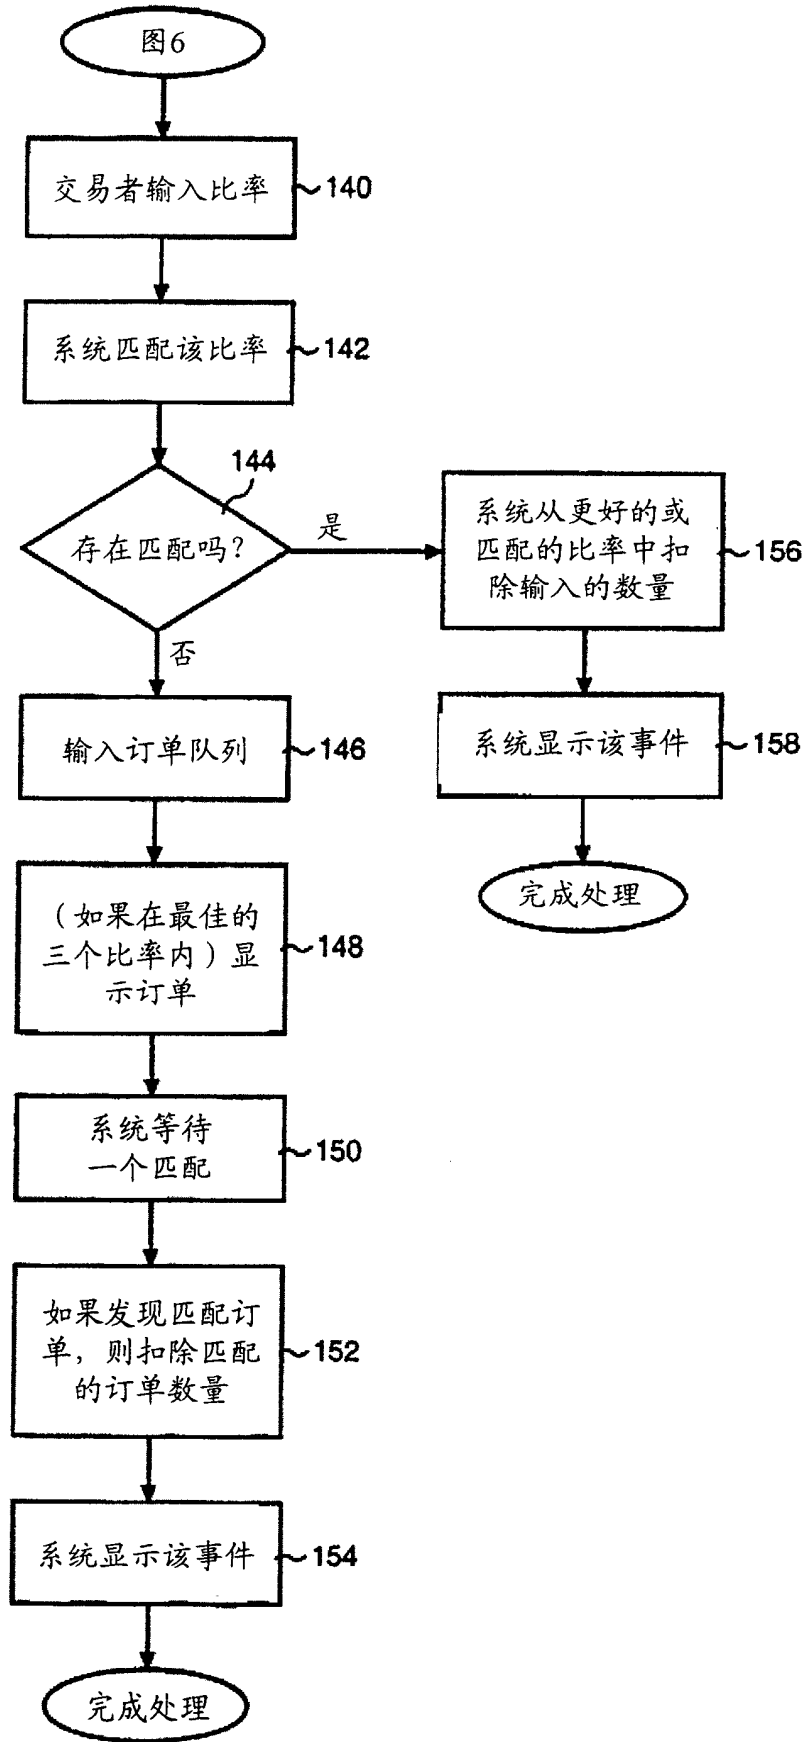 图6
交易者输入比率
140
系统匹配该比率
142
144
存在匹配吗?
是
否
系统从更好的或
匹配的比率中扣
除输入的数量
156
系统显示该事件
158
完成处理
输入订单队列
146
(如果在最佳的
三个比率内)显
示订单
148
系统等待
一个匹配
150
如果发现匹配订
单,则扣除匹配
的订单数量
152
系统显示该事件
154
完成处理